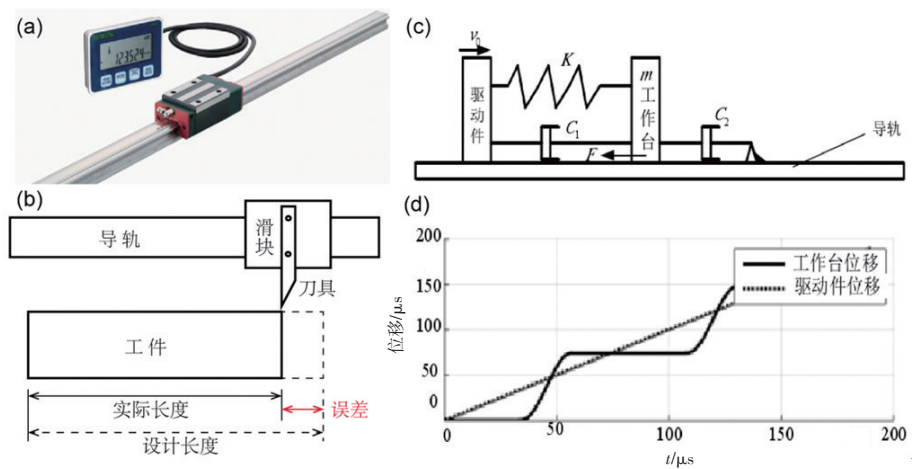 (a)
123524
(b)
导轨
滑块
刀具
工件
实际长度
误差
设计长度
(c)
v₀
驱动件
K
m工作台
C₁
C₂
F
导轨
(d)
200
150
100
50
0
位移/μs
工作台位移
驱动件位移
0
50
100
150
200
t/μs